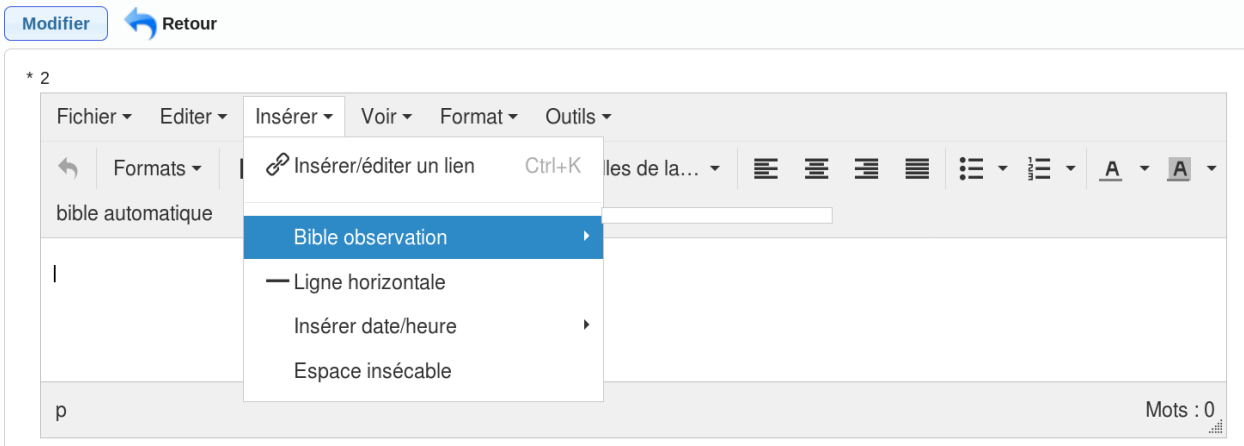 Modifier Retour
* 2
Fichier Editer Insérer Voir Format Outils
Insérer/éditer un lien Ctrl+K
Formats lles de la… A A
bible automatique
Bible observation
Ligne horizontale
Insérer date/heure
Espace insécable
p Mots : 0